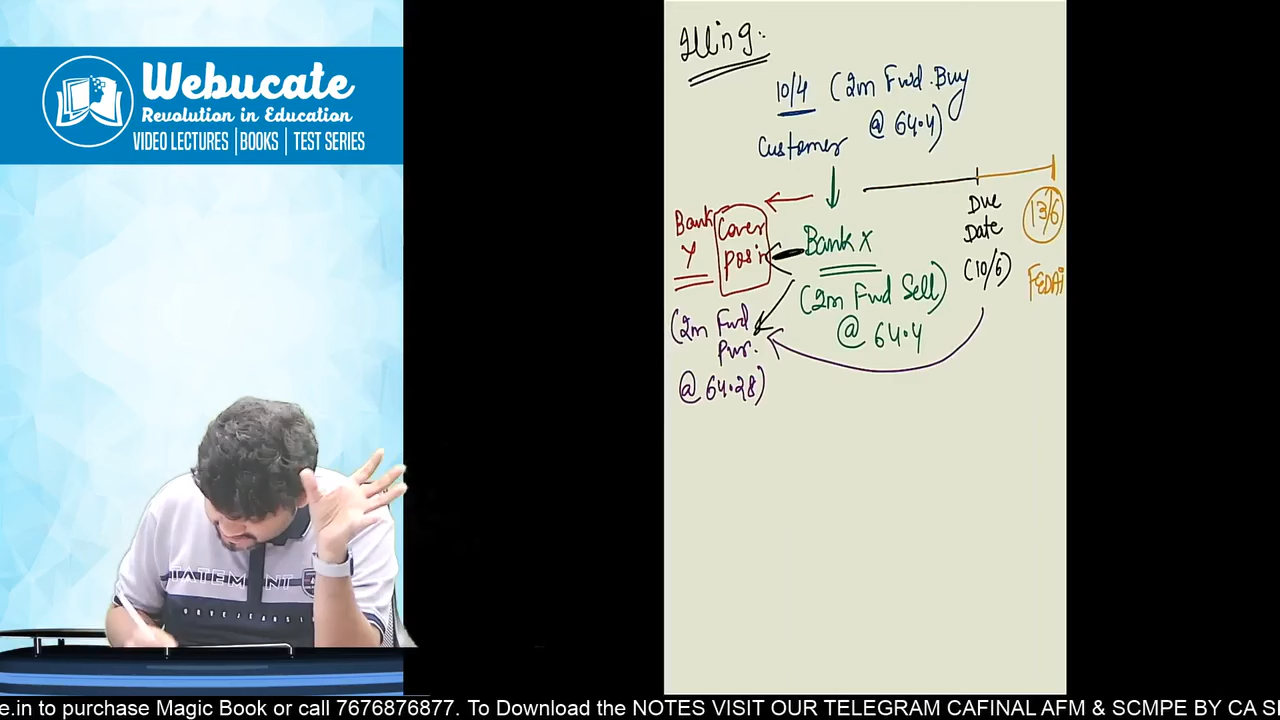 Webucate
Revolution in Education
VIDEO LECTURES | BOOKS | TEST SERIES
Illing:
10/4 (2m Fwd. Buy
@ 64.4)
Customer
Bank Y
Cover posin
Bank X
(2m Fwd Sell)
@ 64.4
Due
Date
(10/6)
13/6
FEDAi
(2m Fwd
Pur.
@ 64.28)
TATEMENT
e.in to purchase Magic Book or call 7676876877. To Download the NOTES VISIT OUR TELEGRAM CAFINAL AFM & SCMPE BY CA S